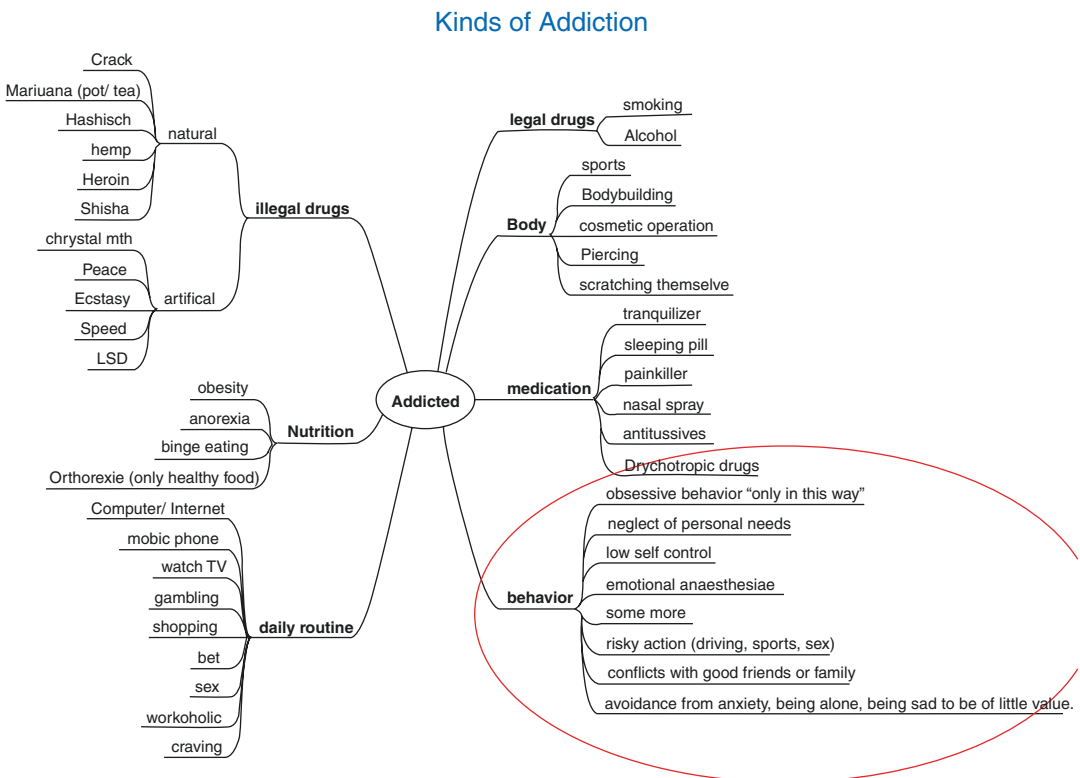 Kinds of Addiction
Crack
Mariuana (pot/ tea)
Hashisch
hemp
Heroin
Shisha
natural
chrystal mth
Peace
Ecstasy
Speed
LSD
artifical
illegal drugs
obesity
anorexia
binge eating
Orthorexie (only healthy food)
Nutrition
Computer/ Internet
mobic phone
watch TV
gambling
shopping
bet
sex
workoholic
craving
daily routine
Addicted
legal drugs
smoking
Alcohol
Body
sports
Bodybuilding
cosmetic operation
Piercing
scratching themselve
medication
tranquilizer
sleeping pill
painkiller
nasal spray
antitussives
Drychotropic drugs
behavior
obsessive behavior “only in this way”
neglect of personal needs
low self control
emotional anaesthesiae
some more
risky action (driving, sports, sex)
conflicts with good friends or family
avoidance from anxiety, being alone, being sad to be of little value.